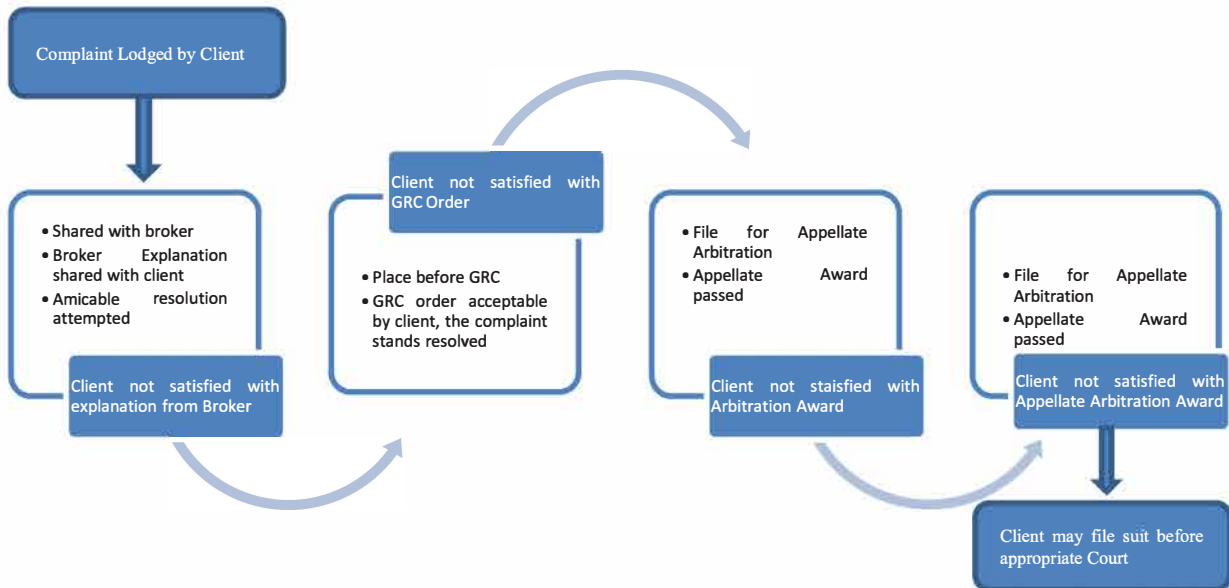 Complaint Lodged by Client
• Shared with broker
• Broker Explanation
shared with client
• Amicable resolution
attempted
Client not satisfied with
explanation from Broker
Client not satisfied with
GRC Order
• Place before GRC
• GRC order acceptable
by client, the complaint
stands resolved
• File for Appellate
Arbitration
• Appellate Award
passed
Client not staisfied with
Arbitration Award
• File for Appellate
Arbitration
• Appellate Award
passed
Client not satisfied with
Appellate Arbitration Award
Client may file suit before
appropriate Court